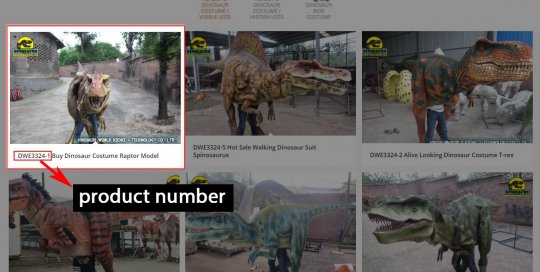 DINOSAUR
COSTUME /
VISIBLE LEGS
DINOSAUR
COSTUME /
HIDDEN LEGS
DINOSAUR
RIDE
COSTUME
DINOSAURS WORLD SCIENCE & TECHNOLOGY CO.,LTD
DWE3324-1 Buy Dinosaur Costume Raptor Model
DWE3324-5 Hot Sale Walking Dinosaur Suit
Spinosaurus
DWE3324-2 Alive Looking Dinosaur Costume T-rex
product number